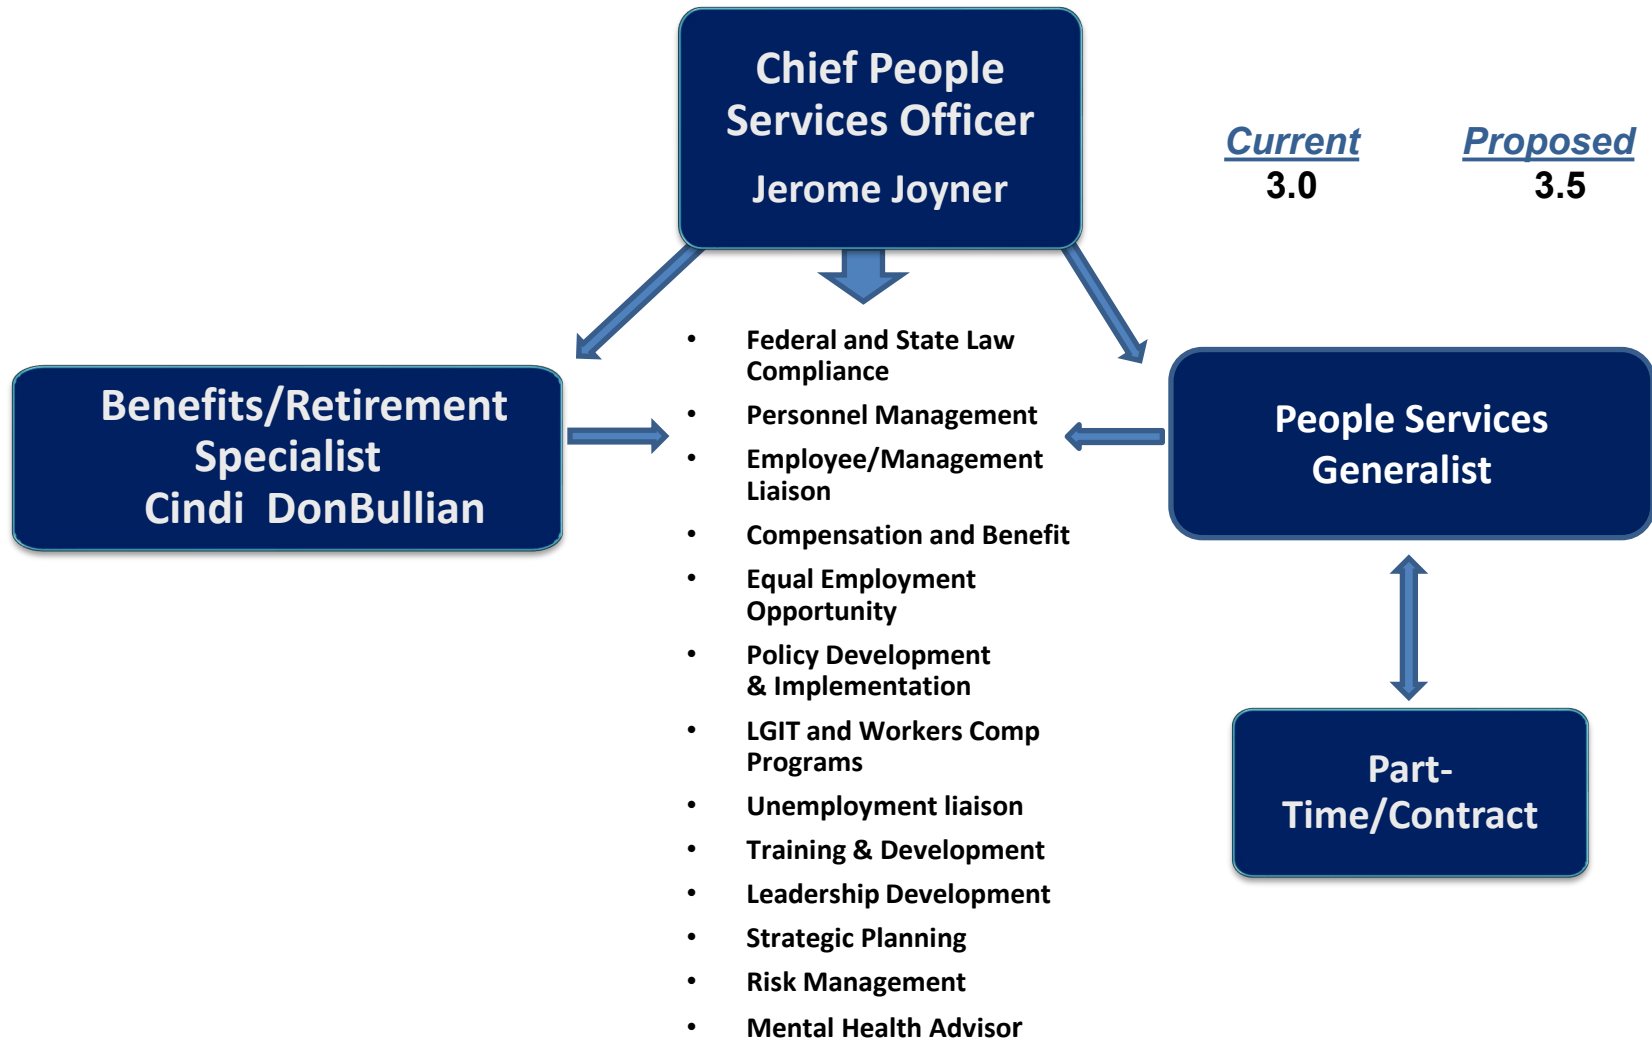 Chief People
Services Officer
Jerome Joyner
Current Proposed
3.0 3.5
Benefits/Retirement
Specialist
Cindi DonBullian
• Federal and State Law
Compliance
• Personnel Management
• Employee/Management
Liaison
• Compensation and Benefit
• Equal Employment
Opportunity
• Policy Development
& Implementation
• LGIT and Workers Comp
Programs
• Unemployment liaison
• Training & Development
• Leadership Development
• Strategic Planning
• Risk Management
• Mental Health Advisor
People Services
Generalist
Part-
Time/Contract